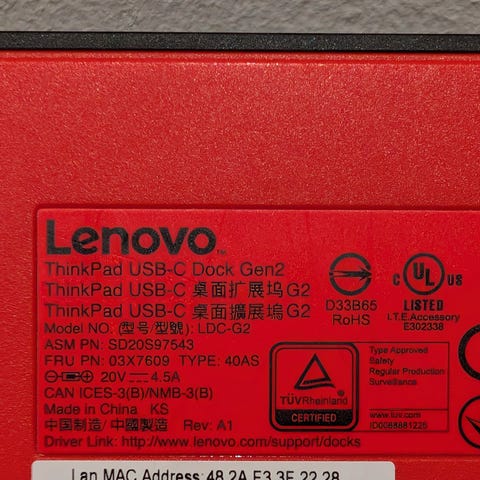 Lenovo™
ThinkPad USB-C Dock Gen2
ThinkPad USB-C 桌面扩展坞 G2
ThinkPad USB-C 桌面擴展塢 G2
Model NO. (型号/型號): LDC-G2
ASM PN: SD20S97543
FRU PN: 03X7609 TYPE: 40AS
20V 4.5A
CAN ICES-3(B)/NMB-3(B)
Made in China KS
中国制造/ 中國製造 Rev: A1
Driver Link: http://www.lenovo.com/support/docks
D33B65
RoHS
C UL US
LISTED
I.T.E.Accessory
E302338
TÜVRheinland
CERTIFIED
Type Approved
Safety
Regular Production
Surveillance
www.tuv.com
Lan MAC Address:48 2A E3 3F 22 28